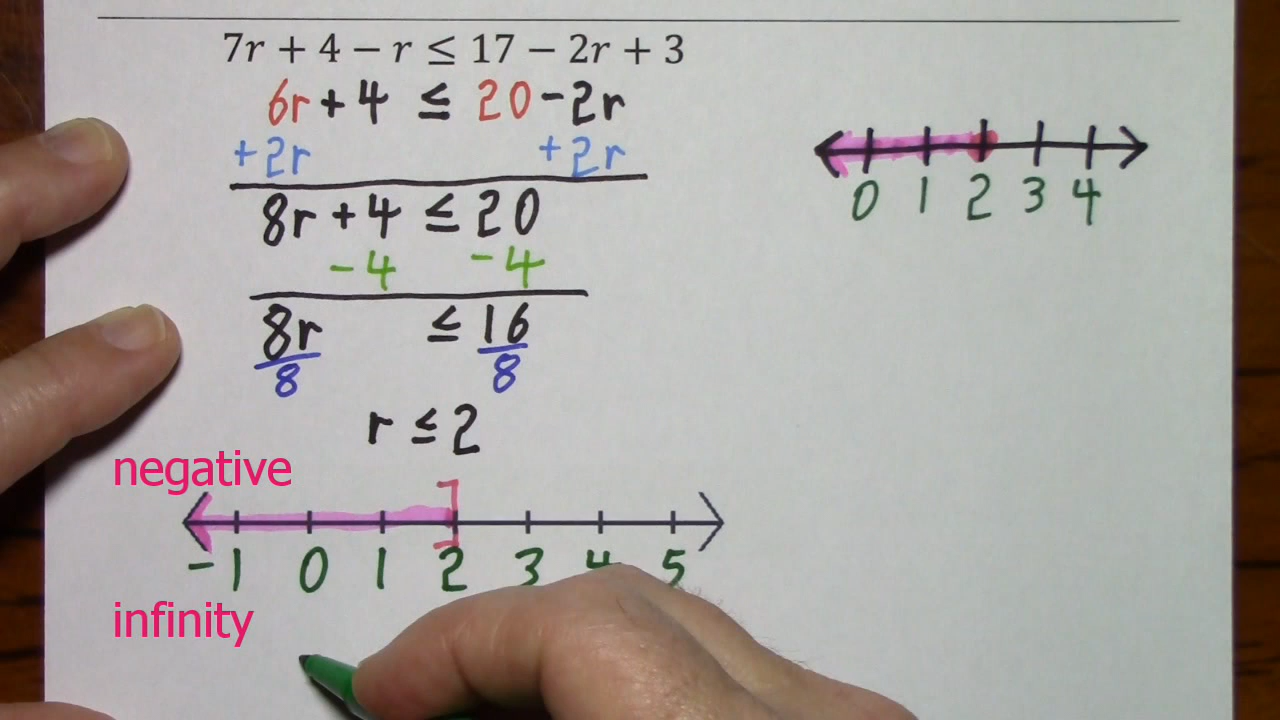 7r + 4 − r ≤ 17 − 2r + 3
6r + 4 ≤ 20 - 2r
+2r +2r
8r + 4 ≤ 20
-4 -4
8r ≤ 16
8 8
r ≤ 2
0 1 2 3 4
negative
-1 0 1 2 3 4 5
infinity